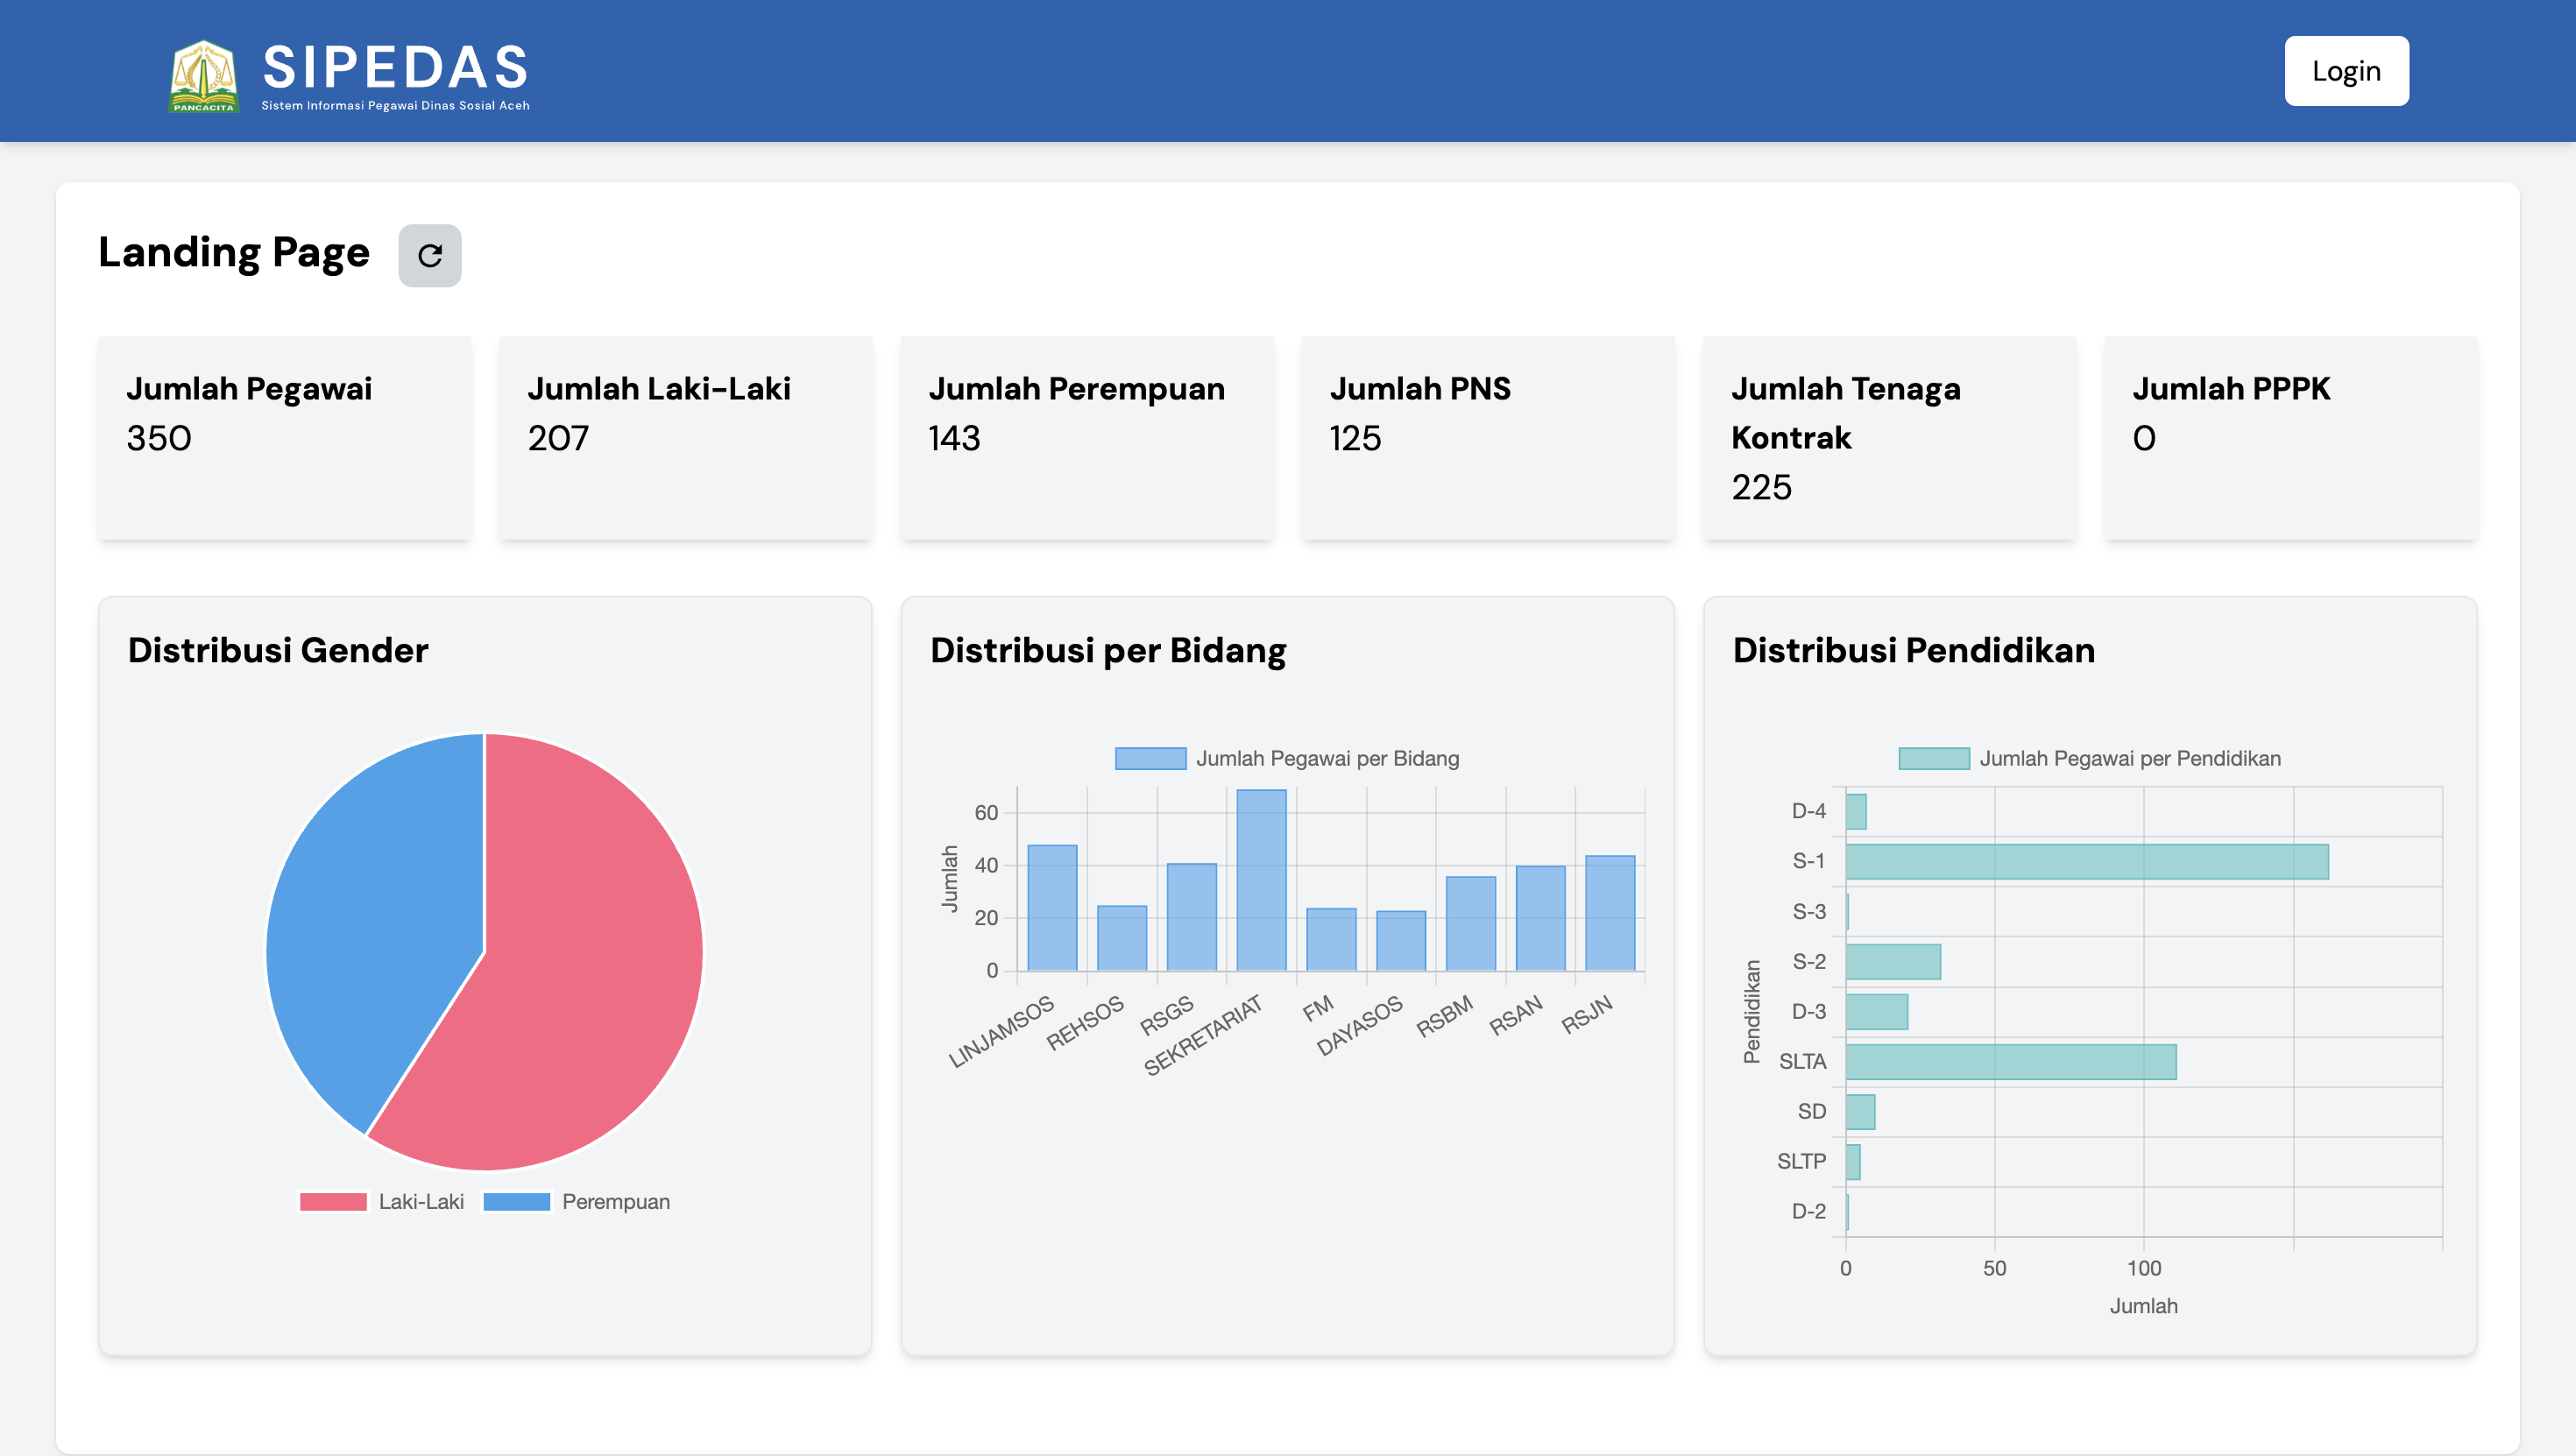 PANCACITA
SIPEDAS
Sistem Informasi Pegawai Dinas Sosial Aceh
Login
Landing Page
Jumlah Pegawai
350
Jumlah Laki-Laki
207
Jumlah Perempuan
143
Jumlah PNS
125
Jumlah Tenaga
Kontrak
225
Jumlah PPPK
0
Distribusi Gender
Laki-Laki
Perempuan
Distribusi per Bidang
Jumlah Pegawai per Bidang
Jumlah
60
40
20
0
LINJAMSOS
REHSOS
RSGS
SEKRETARIAT
FM
DAYASOS
RSBM
RSAN
RSJN
Distribusi Pendidikan
Jumlah Pegawai per Pendidikan
Pendidikan
D-4
S-1
S-3
S-2
D-3
SLTA
SD
SLTP
D-2
0
50
100
Jumlah